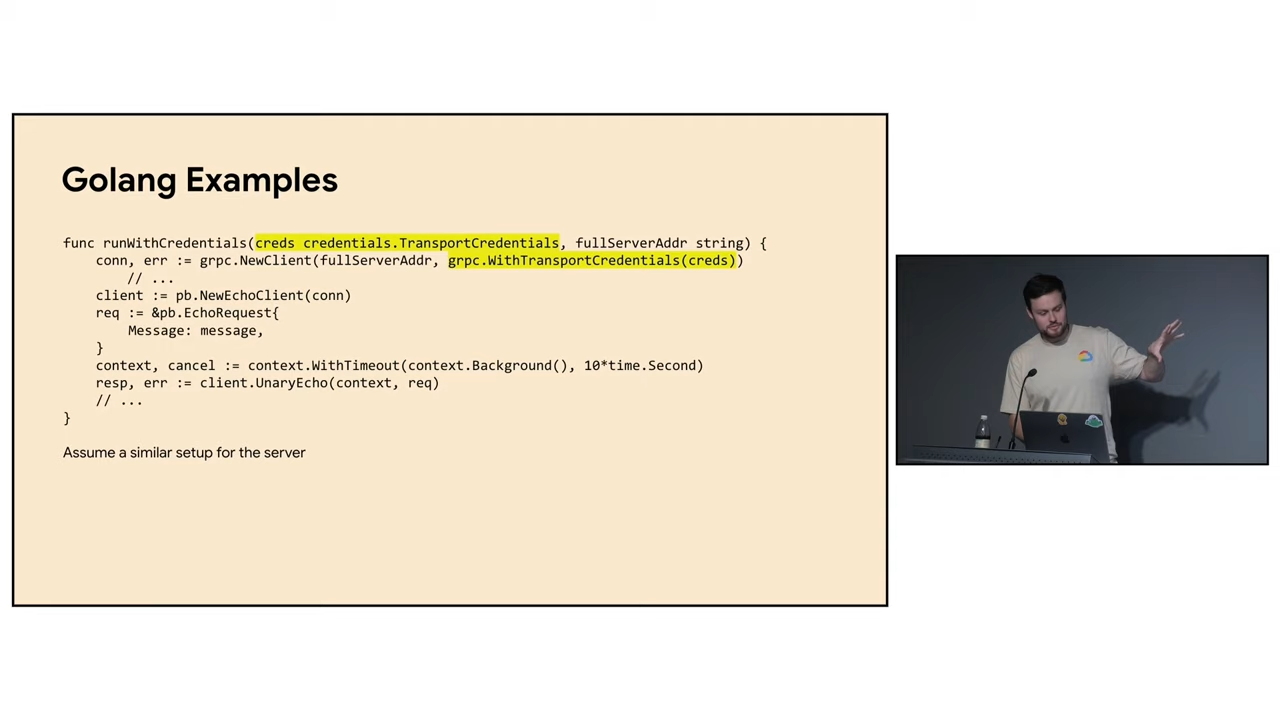 Golang Examples
func runWithCredentials(creds credentials.TransportCredentials, fullServerAddr string) {
    conn, err := grpc.NewClient(fullServerAddr, grpc.WithTransportCredentials(creds))
        // ...
    client := pb.NewEchoClient(conn)
    req := &pb.EchoRequest{
        Message: message,
    }
    context, cancel := context.WithTimeout(context.Background(), 10*time.Second)
    resp, err := client.UnaryEcho(context, req)
    // ...
}
Assume a similar setup for the server